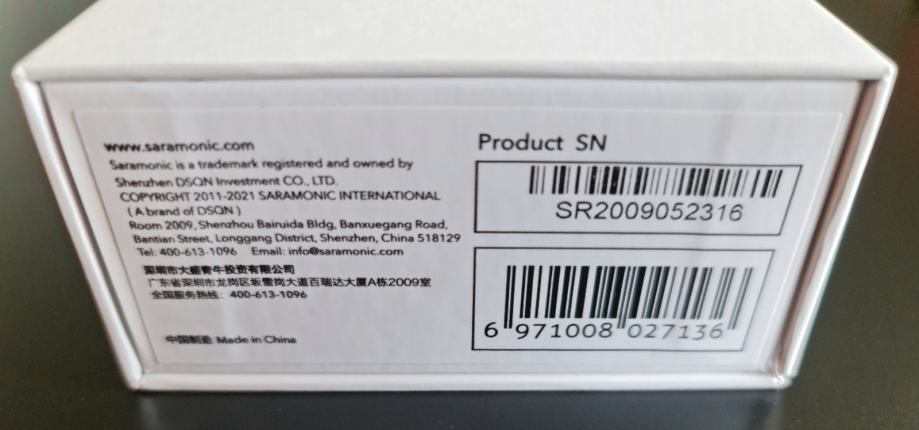 www.saramonic.com
Saramonic is a trademark registered and owned by
Shenzhen DSQN Investment CO., LTD.
COPYRIGHT 2011-2021 SARAMONIC INTERNATIONAL
(A brand of DSQN)
Room 2009, Shenzhou Bairuida Bldg, Banxuegang Road,
Bantian Street, Longgang District, Shenzhen, China 518129
Tel: 400-613-1096 Email: info@saramonic.com
深圳市大盛青牛投资有限公司
广东省深圳市龙岗区坂雪岗大道百瑞达大厦A栋2009室
全国服务热线: 400-613-1096
中国制造 Made in China
Product SN
SR2009052316
6 971008 027136